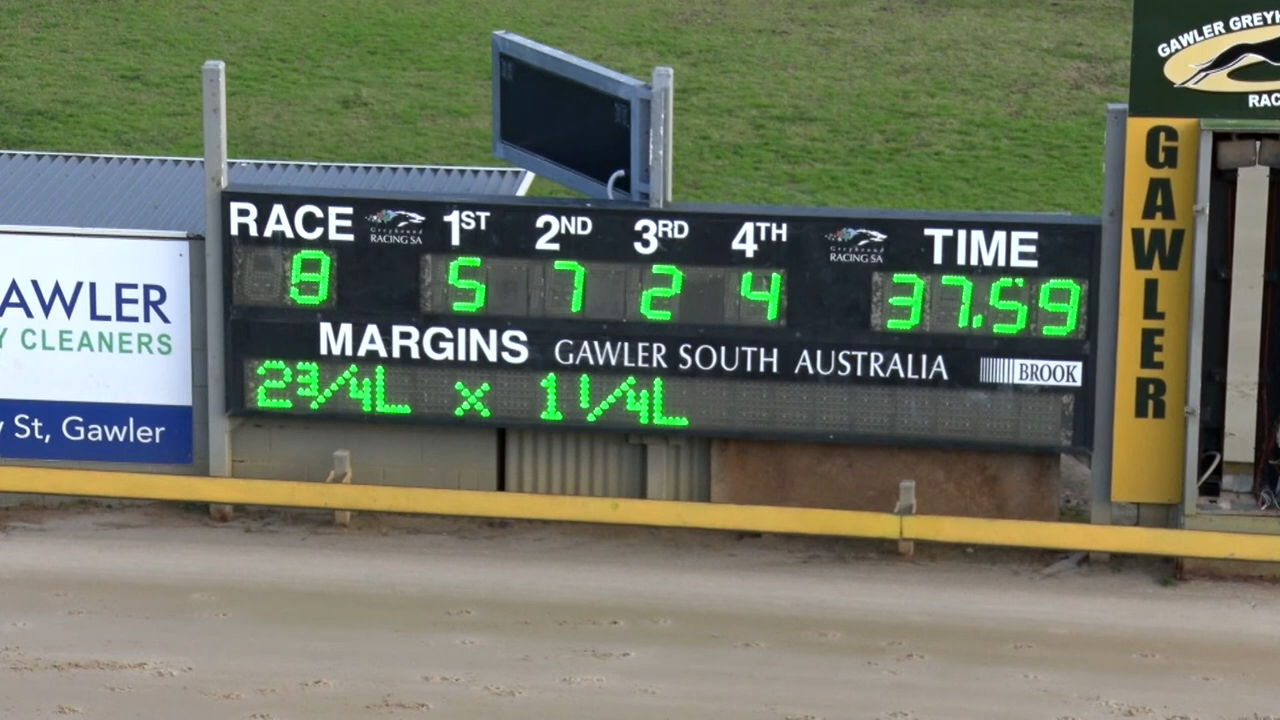 GAWLER GREYH
RAC
GAWLER
RACE 1ST 2ND 3RD 4TH TIME
Greyhound
RACING SA
Greyhound
RACING SA
8 5 7 2 4 37.59
MARGINS GAWLER SOUTH AUSTRALIA BROOK
2¾L x 1¼L
AWLER
Y CLEANERS
y St, Gawler